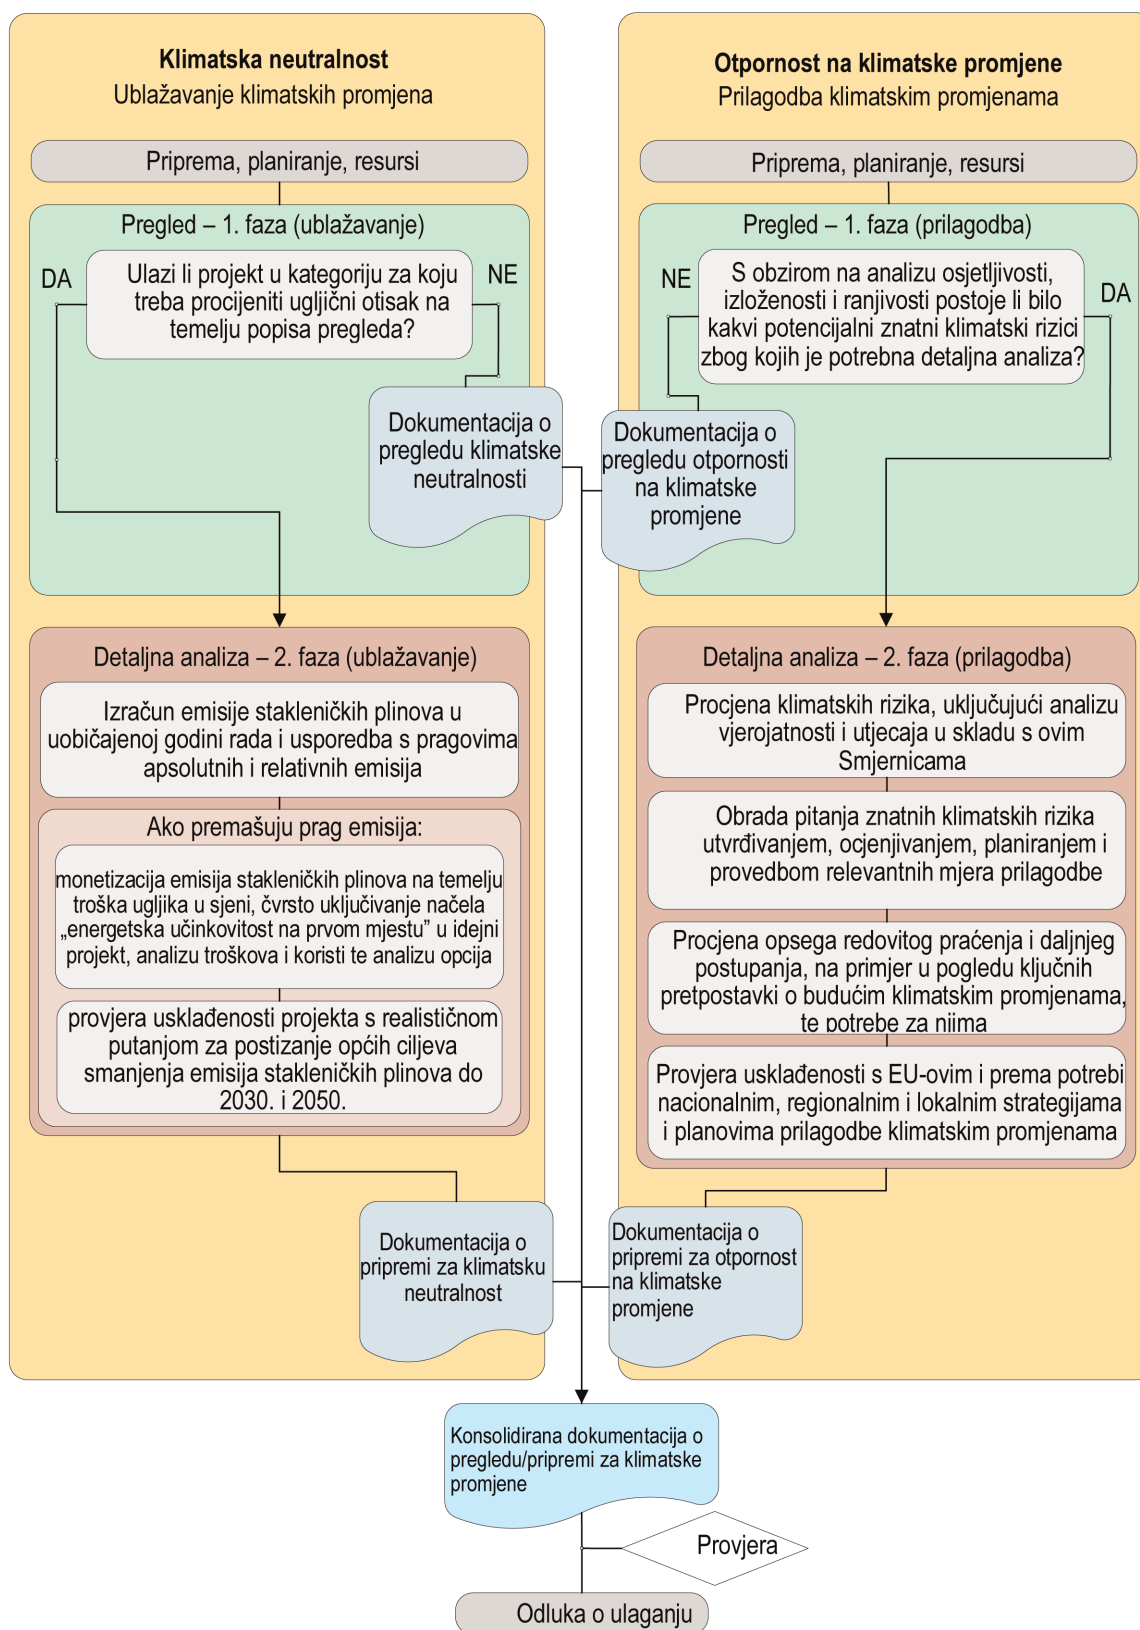 Klimatska neutralnost
Ublažavanje klimatskih promjena
Priprema, planiranje, resursi
Pregled – 1. faza (ublažavanje)
DA
Ulazi li projekt u kategoriju za koju
treba procijeniti ugljični otisak na
temelju popisa pregleda?
NE
Dokumentacija o
pregledu klimatske
neutralnosti
Detaljna analiza – 2. faza (ublažavanje)
Izračun emisije stakleničkih plinova u
uobičajenoj godini rada i usporedba s pragovima
apsolutnih i relativnih emisija
Ako premašuju prag emisija:
monetizacija emisija stakleničkih plinova na temelju
troška ugljika u sjeni, čvrsto uključivanje načela
„energetska učinkovitost na prvom mjestu” u idejni
projekt, analizu troškova i koristi te analizu opcija
provjera usklađenosti projekta s realističnom
putanjom za postizanje općih ciljeva
smanjenja emisija stakleničkih plinova do
2030. i 2050.
Dokumentacija o
pripremi za klimatsku
neutralnost
Otpornost na klimatske promjene
Prilagodba klimatskim promjenama
Priprema, planiranje, resursi
Pregled – 1. faza (prilagodba)
NE
S obzirom na analizu osjetljivosti,
izloženosti i ranjivosti postoje li bilo
kakvi potencijalni znatni klimatski rizici
zbog kojih je potrebna detaljna analiza?
DA
Dokumentacija o
pregledu otpornosti
na klimatske
promjene
Detaljna analiza – 2. faza (prilagodba)
Procjena klimatskih rizika, uključujući analizu
vjerojatnosti i utjecaja u skladu s ovim
Smjernicama
Obrada pitanja znatnih klimatskih rizika
utvrđivanjem, ocjenjivanjem, planiranjem i
provedbom relevantnih mjera prilagodbe
Procjena opsega redovitog praćenja i daljnjeg
postupanja, na primjer u pogledu ključnih
pretpostavki o budućim klimatskim promjenama,
te potrebe za njima
Provjera usklađenosti s EU-ovim i prema potrebi
nacionalnim, regionalnim i lokalnim strategijama
i planovima prilagodbe klimatskim promjenama
Dokumentacija o
pripremi za otpornost
na klimatske
promjene
Konsolidirana dokumentacija o
pregledu/pripremi za klimatske
promjene
Provjera
Odluka o ulaganju